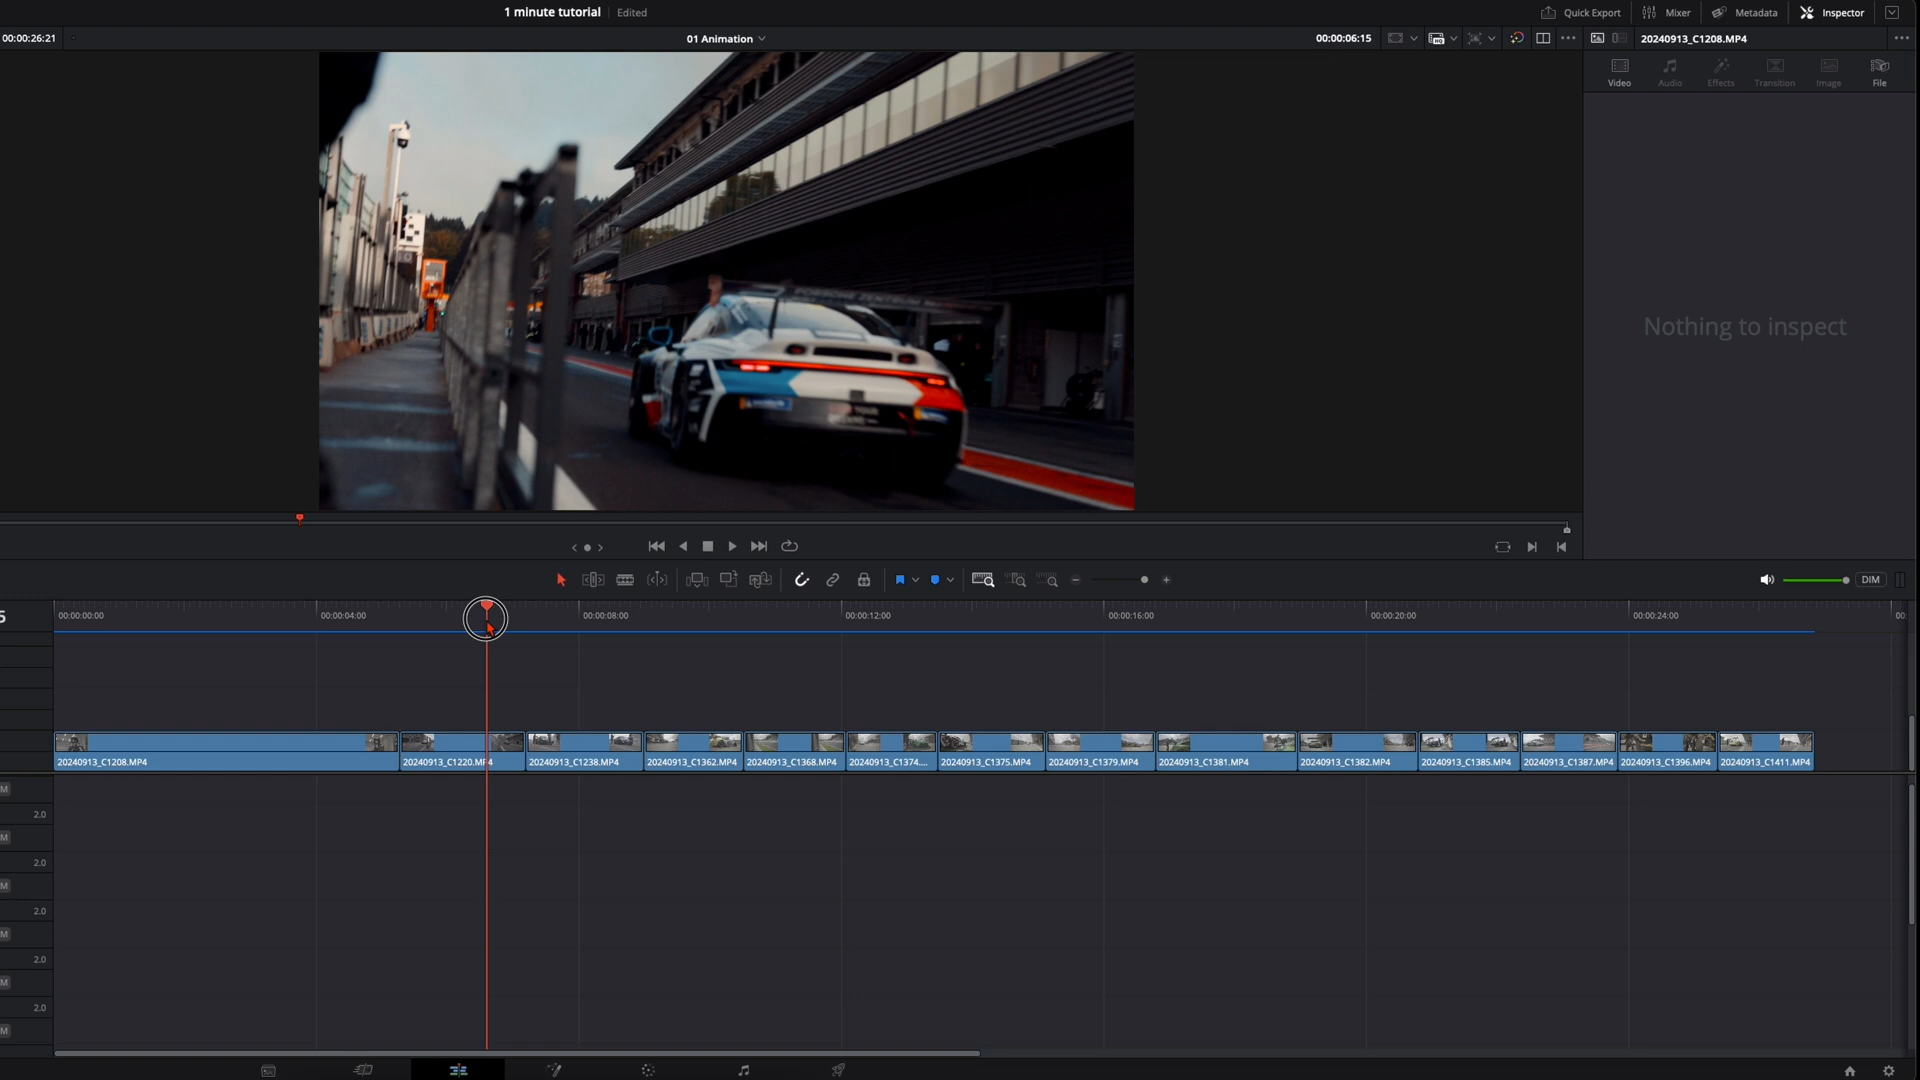 1 minute tutorial Edited
Quick Export Mixer Metadata Inspector
00:00:26:21
01 Animation
00:00:06:15
20240913_C1208.MP4
Video Audio Effects Transition Image File
Nothing to inspect
DIM
5
00:00:00:00 00:00:04:00 00:00:08:00 00:00:12:00 00:00:16:00 00:00:20:00 00:00:24:00 00:
20240913_C1208.MP4 20240913_C1220.MP4 20240913_C1238.MP4 20240913_C1362.MP4 20240913_C1368.MP4 20240913_C1374.... 20240913_C1375.MP4 20240913_C1379.MP4 20240913_C1381.MP4 20240913_C1382.MP4 20240913_C1385.MP4 20240913_C1387.MP4 20240913_C1396.MP4 20240913_C1411.MP4
M
2.0
M
2.0
M
2.0
M
2.0
M
2.0
M